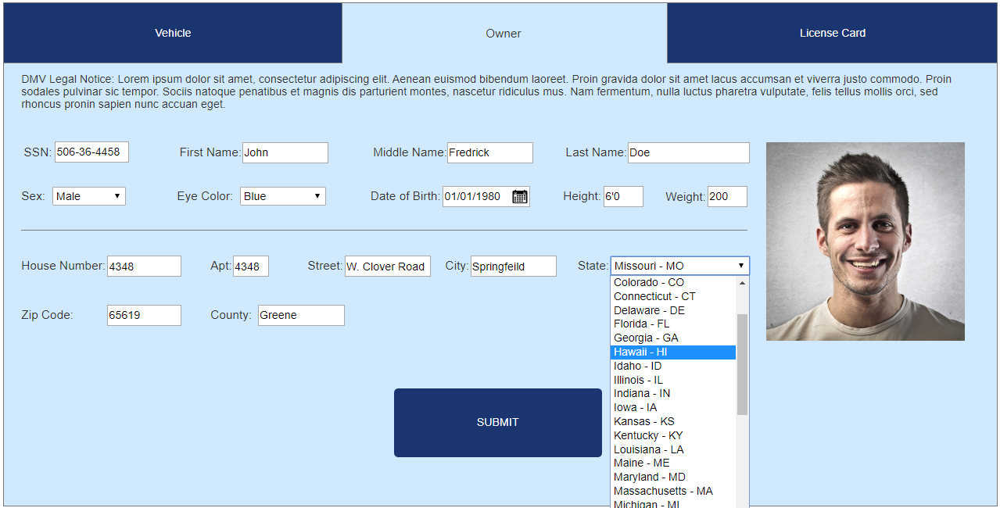 Vehicle
Owner
License Card
DMV Legal Notice: Lorem ipsum dolor sit amet, consectetur adipiscing elit. Aenean euismod bibendum laoreet. Proin gravida dolor sit amet lacus accumsan et viverra justo commodo. Proin
sodales pulvinar sic tempor. Sociis natoque penatibus et magnis dis parturient montes, nascetur ridiculus mus. Nam fermentum, nulla luctus pharetra vulputate, felis tellus mollis orci, sed
rhoncus pronin sapien nunc accuan eget.
SSN: 506-36-4458 First Name: John Middle Name: Fredrick Last Name: Doe
Sex: Male Eye Color: Blue Date of Birth: 01/01/1980 Height: 6'0 Weight: 200
House Number: 4348 Apt: 4348 Street: W. Clover Road City: Springfeild State: Missouri - MO
Zip Code: 65619 County: Greene
Colorado - CO
Connecticut - CT
Delaware - DE
Florida - FL
Georgia - GA
Hawaii - HI
Idaho - ID
Illinois - IL
Indiana - IN
Iowa - IA
Kansas - KS
Kentucky - KY
Louisiana - LA
Maine - ME
Maryland - MD
Massachusetts - MA
Michigan - MI
SUBMIT